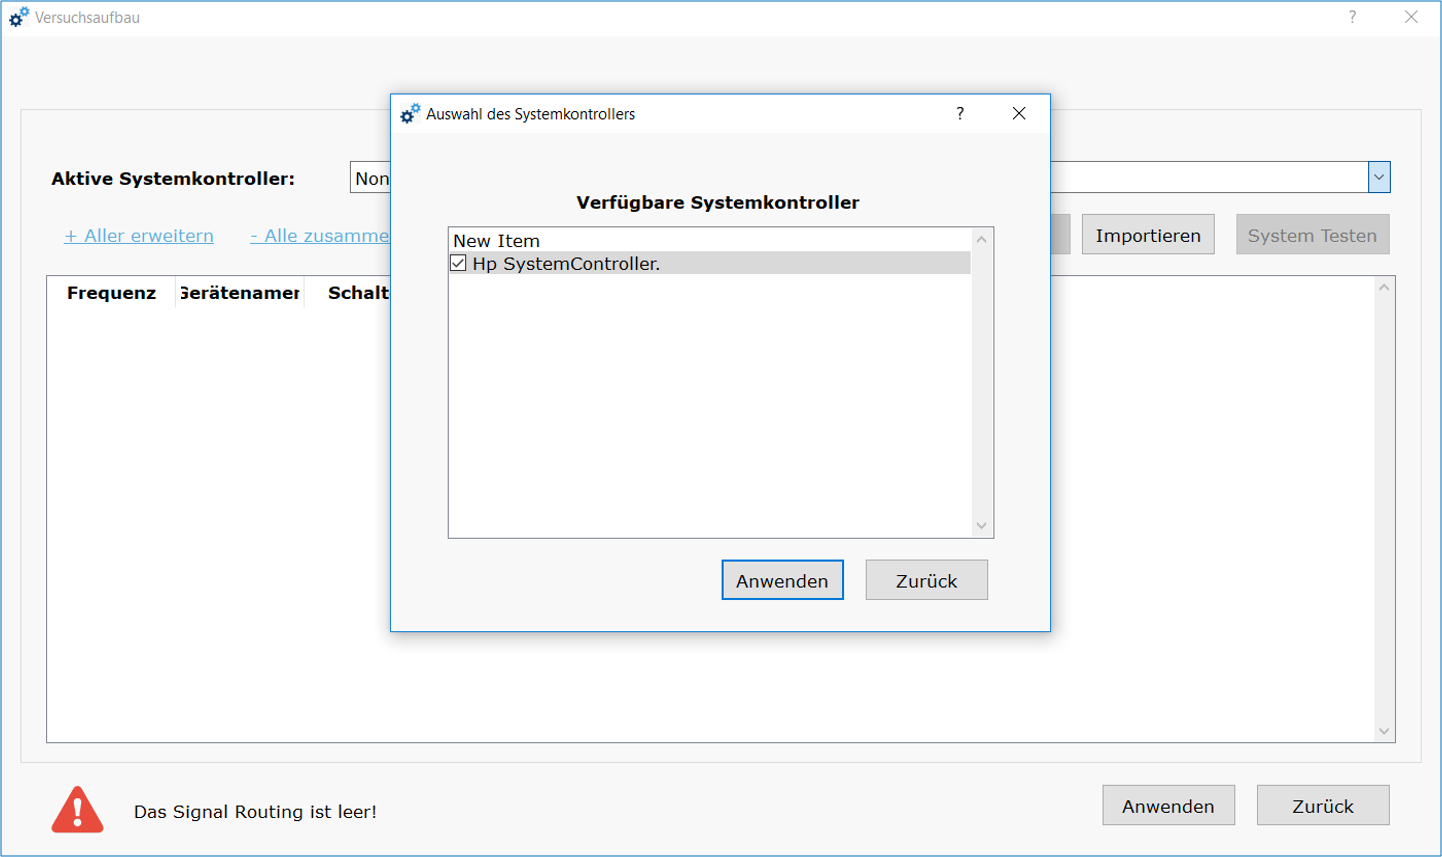 Versuchsaufbau
?
Auswahl des Systemkontrollers
?
Aktive Systemkontroller:
Non
Verfügbare Systemkontroller
+ Aller erweitern
- Alle zusamme
Importieren
System Testen
New Item
Hp SystemController.
Frequenz
Gerätenamen
Schalt
Anwenden
Zurück
Das Signal Routing ist leer!
Anwenden
Zurück